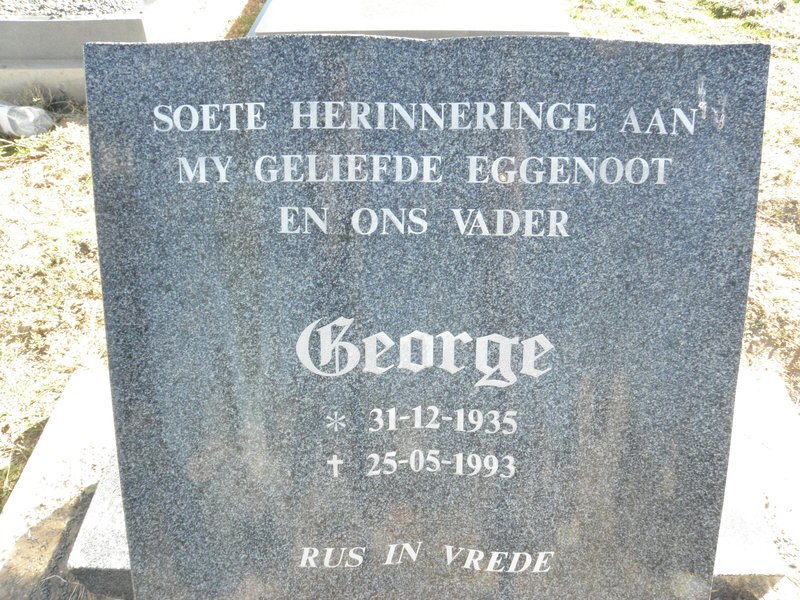 SOETE HERINNERINGE AAN
MY GELIEFDE EGGENOOT
EN ONS VADER
George
* 31-12-1935
† 25-05-1993
RUS IN VREDE